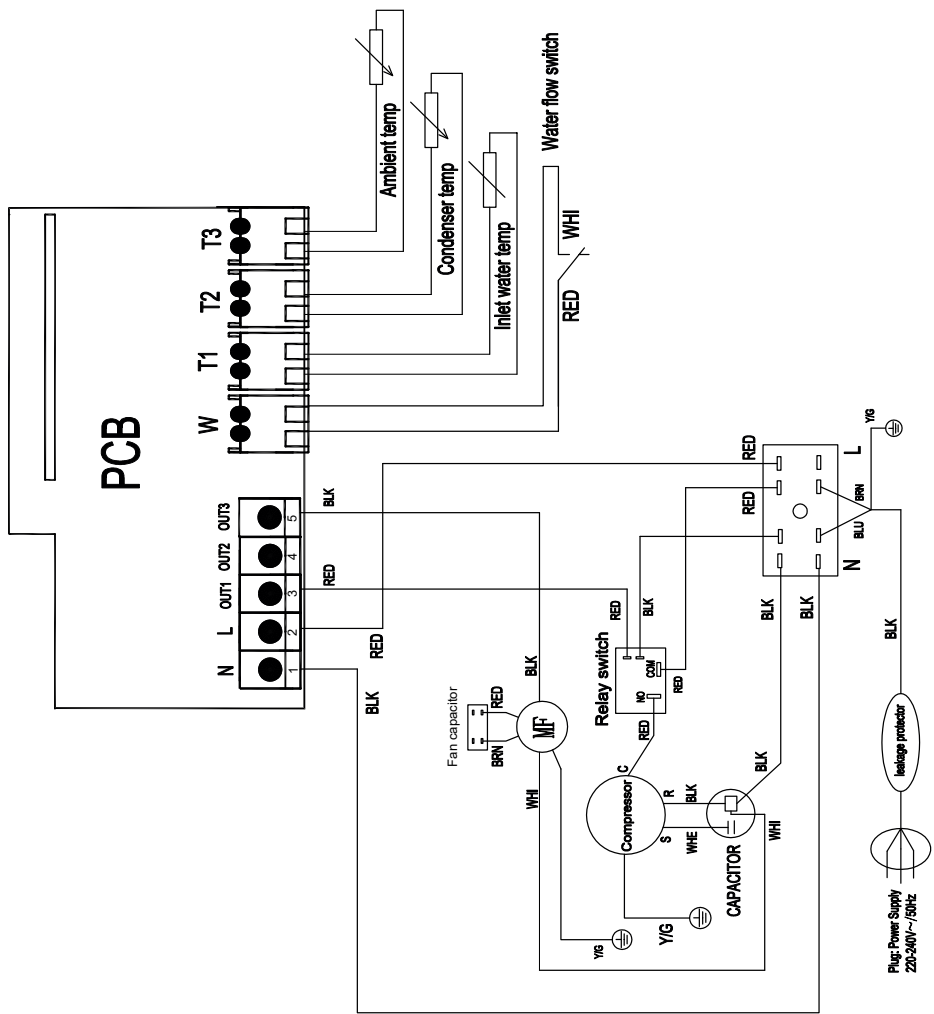 PCB
T3
T2
T1
W
OUT3
OUT2
OUT1
L
N
5
4
3
2
1
Ambient temp
Condenser temp
Inlet water temp
Water flow switch
WHI
RED
BLK
RED
RED
BLK
RED
RED
L
N
BRN
BLU
Y/G
BLK
BLK
BLK
RED
BLK
Relay switch
NO
COM
RED
RED
Fan capacitor
RED
BRN
MF
BLK
WHI
Y/G
Compressor
C
R
S
BLK
WHE
BLK
WHI
CAPACITOR
Y/G
leakage protector
Plug: Power Supply
220-240V~/50Hz